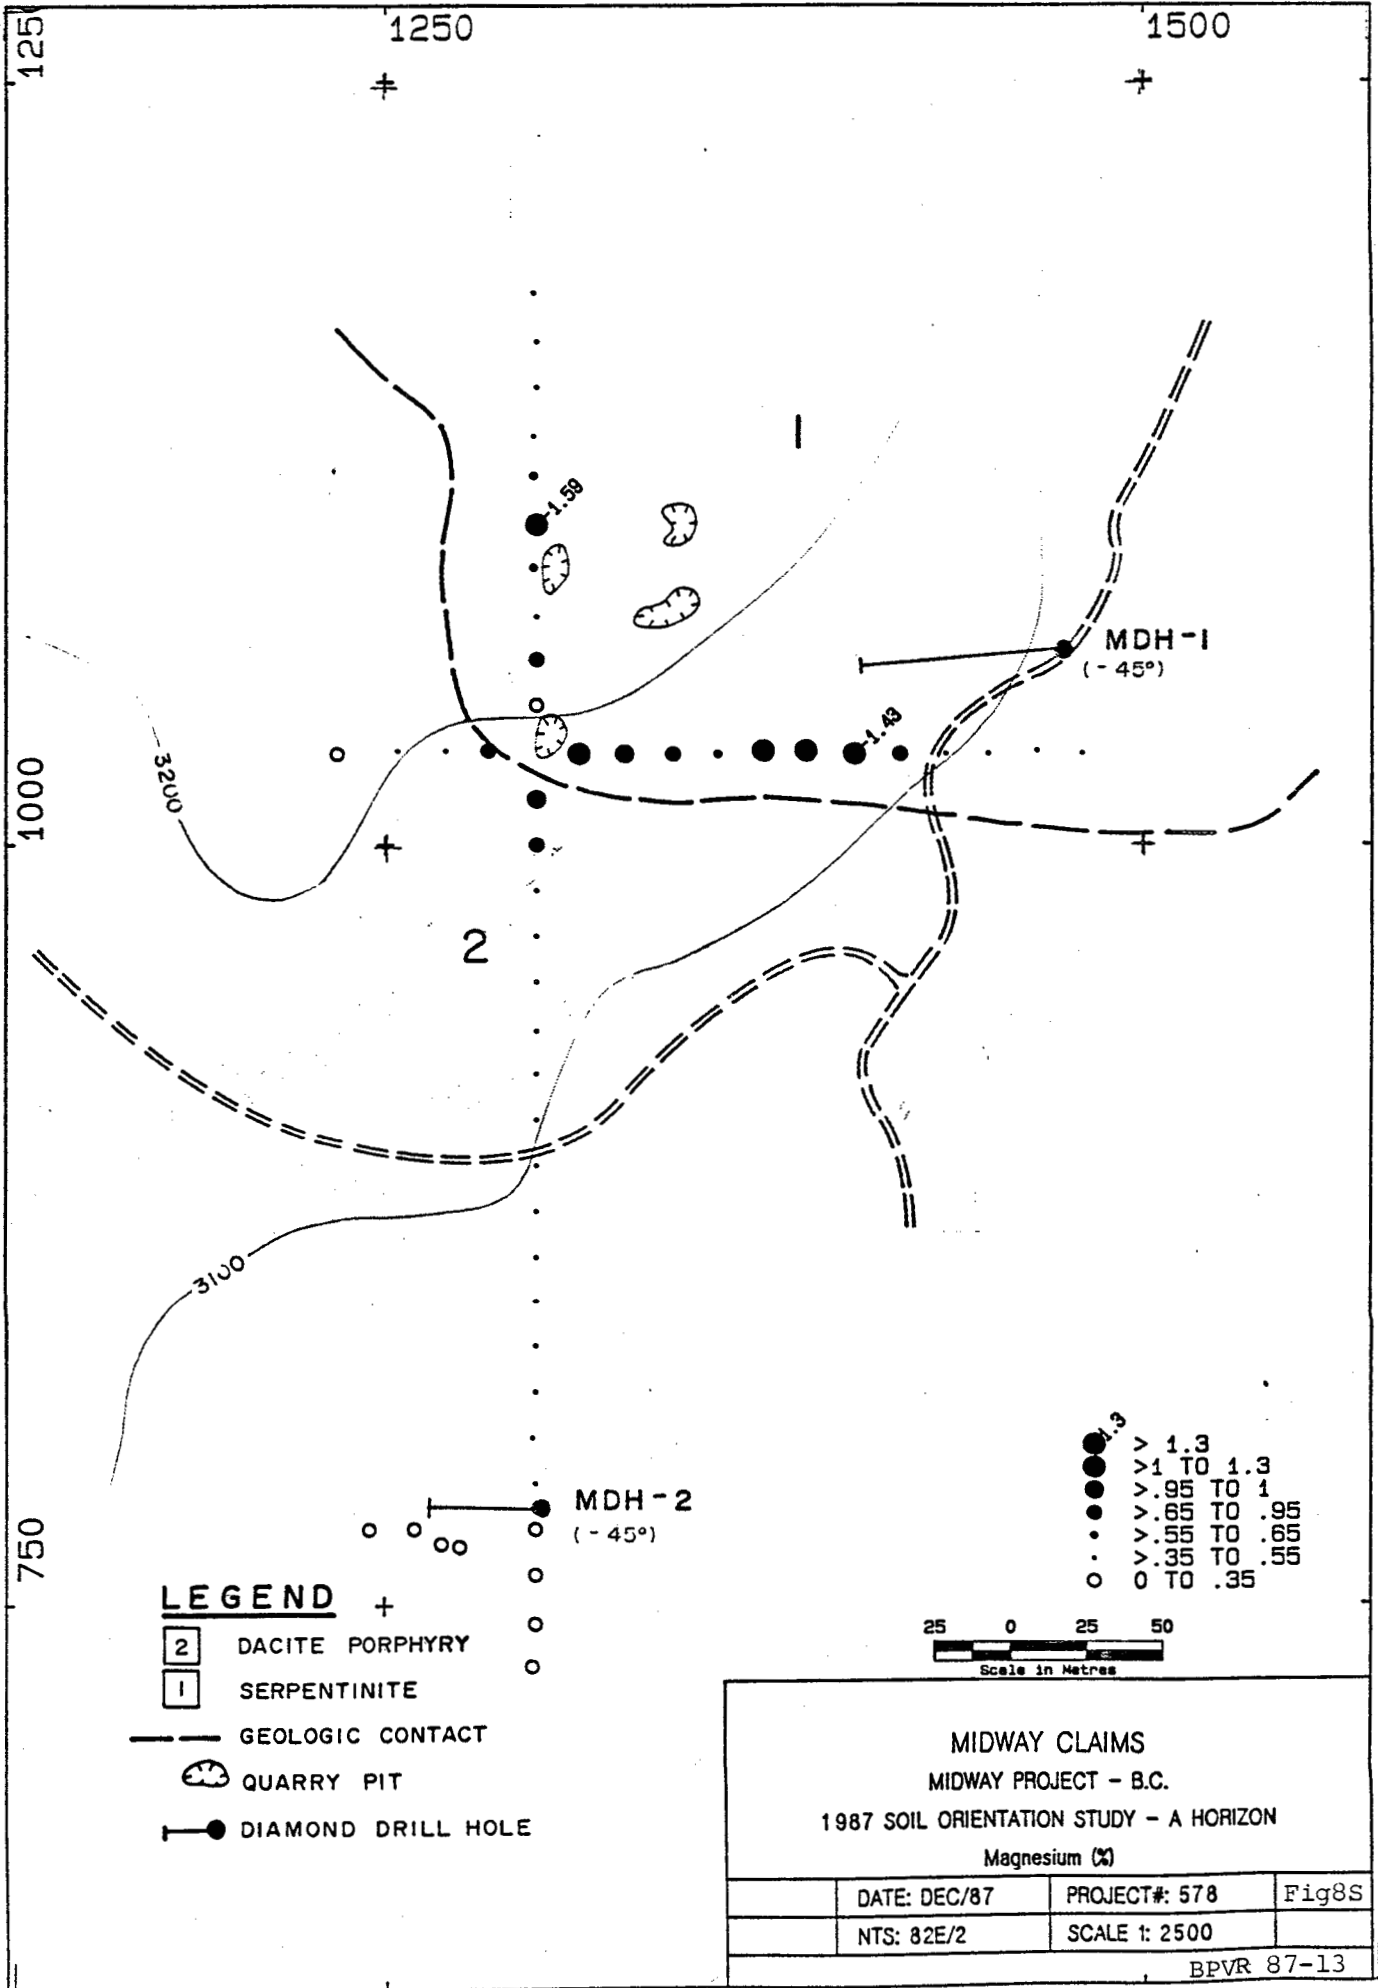 1250
1500
125
1
-1.59
MDH-1
(-45°)
-1.43
3200
1000
2
3100
MDH-2
(-45°)
750
1.3
> 1.3
>1 TO 1.3
>.95 TO 1
>.65 TO .95
>.55 TO .65
>.35 TO .55
0 TO .35
LEGEND
2 DACITE PORPHYRY
1 SERPENTINITE
GEOLOGIC CONTACT
QUARRY PIT
DIAMOND DRILL HOLE
25 0 25 50
Scale in Metres
MIDWAY CLAIMS
MIDWAY PROJECT - B.C.
1987 SOIL ORIENTATION STUDY - A HORIZON
Magnesium (%)
DATE: DEC/87 PROJECT#: 578 Fig8S
NTS: 82E/2 SCALE 1: 2500
BPVR 87-13